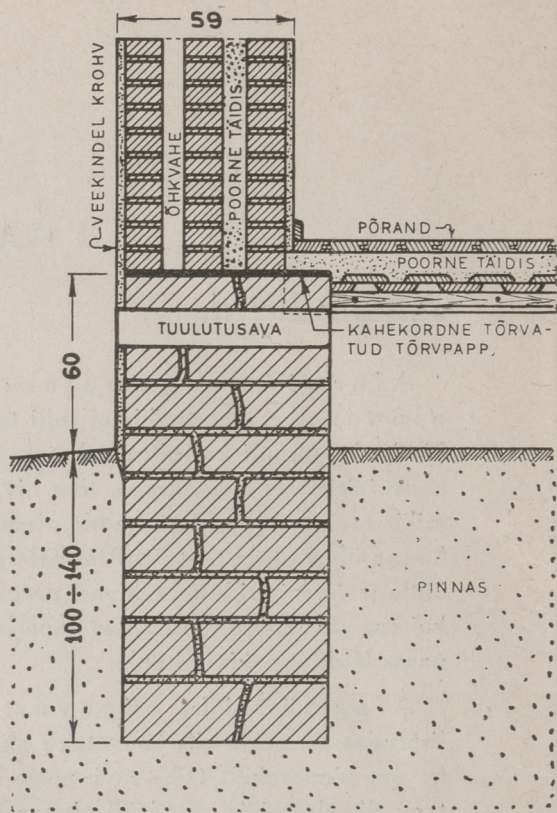 59
VEEKINDEL KROHV
ÕHKVAHE
POORNE TÄIDIS
PÕRAND
POORNE TÄIDIS
TUULUTUSAVA
KAHEKORDNE TÕRVA-
TUD TÕRVPAPP.
60
100÷140
PINNAS